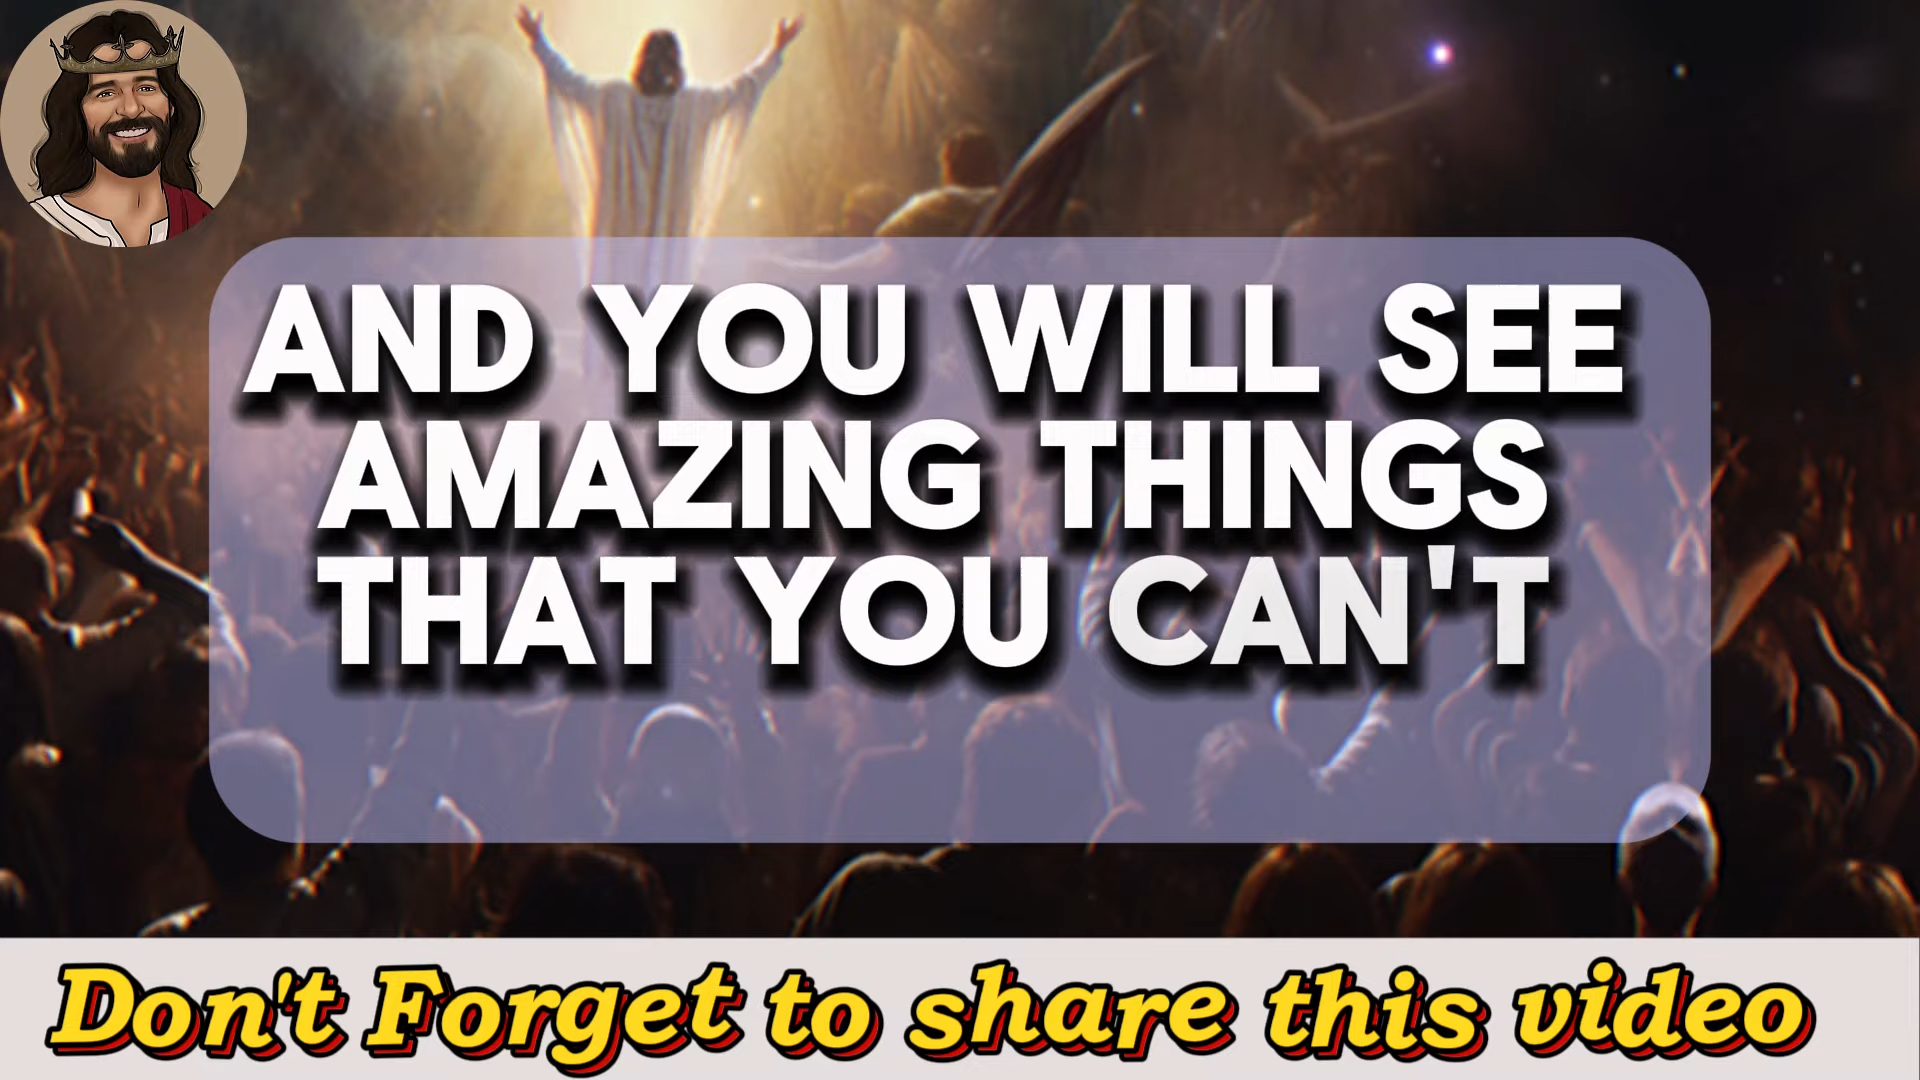 AND YOU WILL SEE
AMAZING THINGS
THAT YOU CAN'T
Don't Forget to share this video